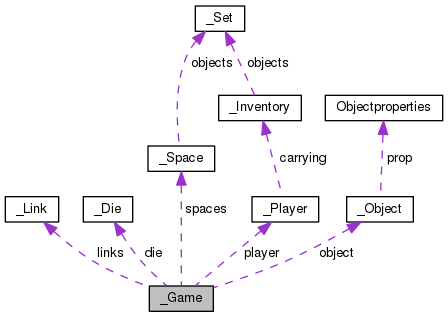 _Set
objects
objects
_Inventory
Objectproperties
_Space
carrying
prop
_Link
_Die
spaces
_Player
_Object
links
die
player
object
_Game